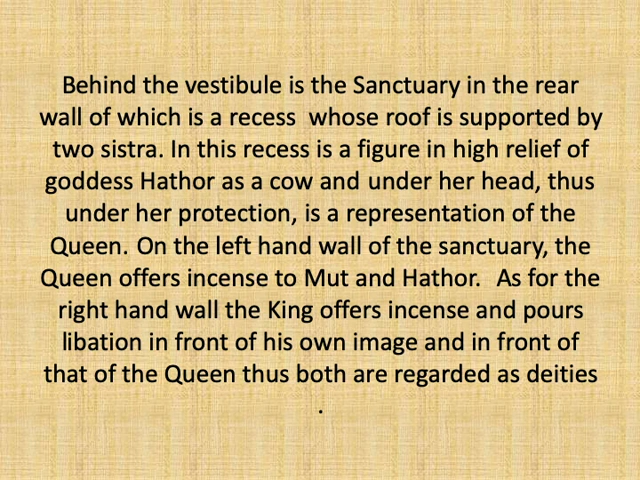 Behind the vestibule is the Sanctuary in the rear
wall of which is a recess  whose roof is supported by
two sistra. In this recess is a figure in high relief of
goddess Hathor as a cow and under her head, thus
under her protection, is a representation of the
Queen. On the left hand wall of the sanctuary, the
Queen offers incense to Mut and Hathor.  As for the
right hand wall the King offers incense and pours
libation in front of his own image and in front of
that of the Queen thus both are regarded as deities
.